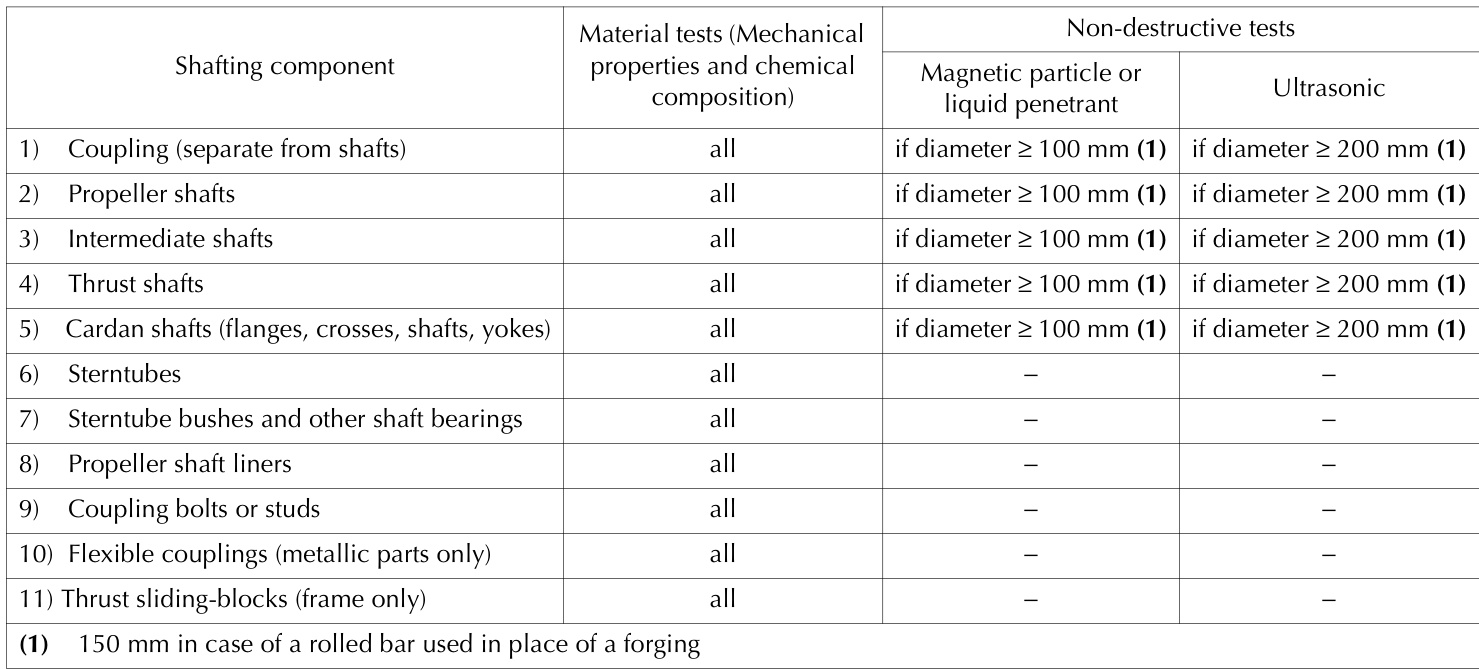 Shafting component
Material tests (Mechanical
properties and chemical
composition)
Non-destructive tests
Magnetic particle or
liquid penetrant
Ultrasonic
1) Coupling (separate from shafts) all if diameter ≥ 100 mm (1) if diameter ≥ 200 mm (1)
2) Propeller shafts all if diameter ≥ 100 mm (1) if diameter ≥ 200 mm (1)
3) Intermediate shafts all if diameter ≥ 100 mm (1) if diameter ≥ 200 mm (1)
4) Thrust shafts all if diameter ≥ 100 mm (1) if diameter ≥ 200 mm (1)
5) Cardan shafts (flanges, crosses, shafts, yokes) all if diameter ≥ 100 mm (1) if diameter ≥ 200 mm (1)
6) Sterntubes all – –
7) Sterntube bushes and other shaft bearings all – –
8) Propeller shaft liners all – –
9) Coupling bolts or studs all – –
10) Flexible couplings (metallic parts only) all – –
11) Thrust sliding-blocks (frame only) all – –
(1) 150 mm in case of a rolled bar used in place of a forging